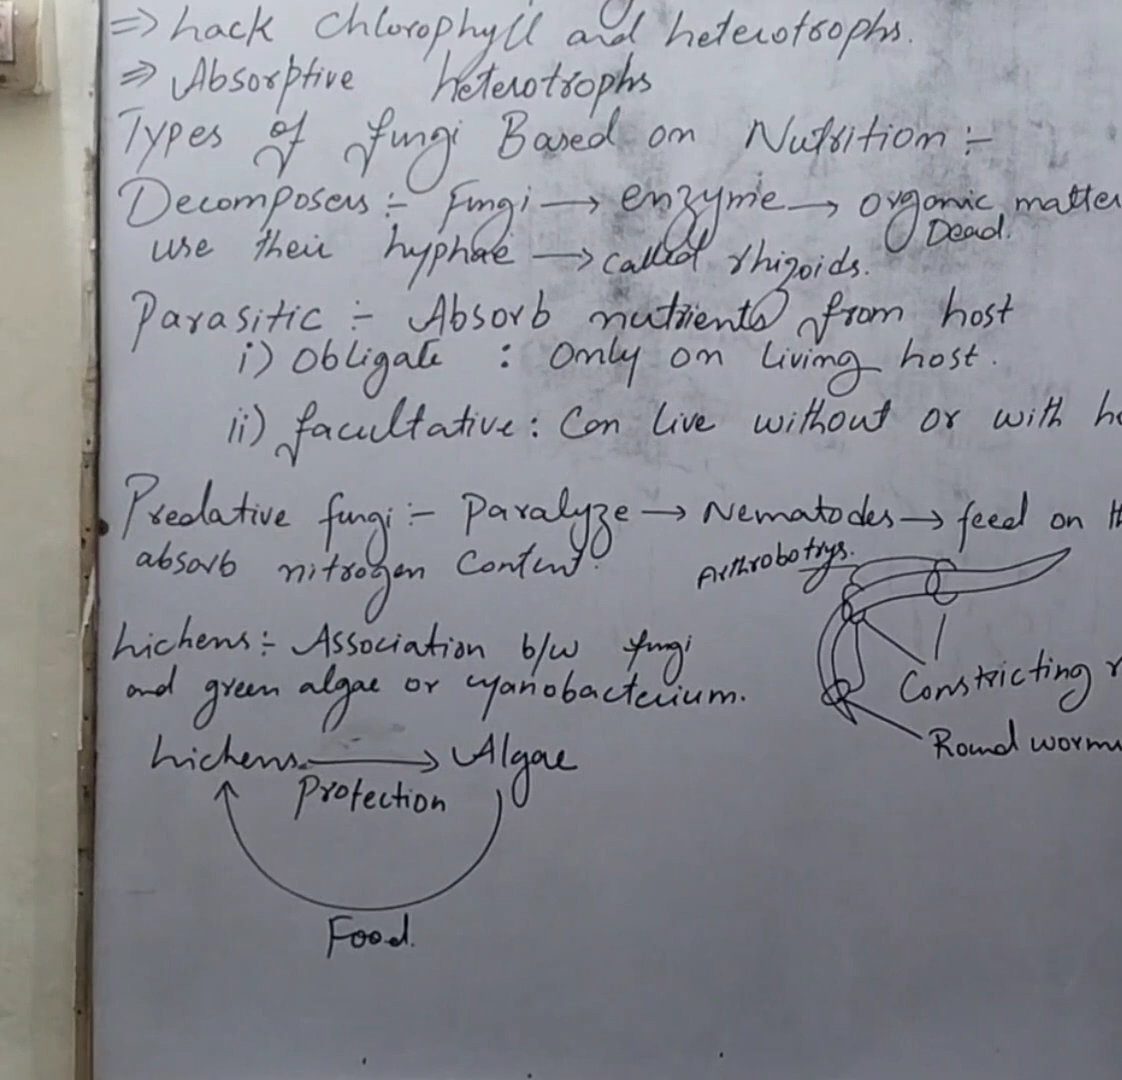 => Lack Chlorophyll and heterotrophs.
=> Absorptive heterotrophs
Types of fungi Based on Nutrition :-
Decomposers :- Fungi → enzyme → organic matter
Dead.
use their hyphae → called rhizoids.
Parasitic :- Absorb nutrients from host
i) Obligate : Only on living host.
ii) facultative : Can live without or with
Predative fungi :- Paralyze → Nematodes → feed on
absorb nitrogen Content.
Arthrobotrys.
Lichens :- Association b/w fungi
and green algae or cyanobacterium.
Constricting
Round worm
Lichens → Algae
Protection
Food.